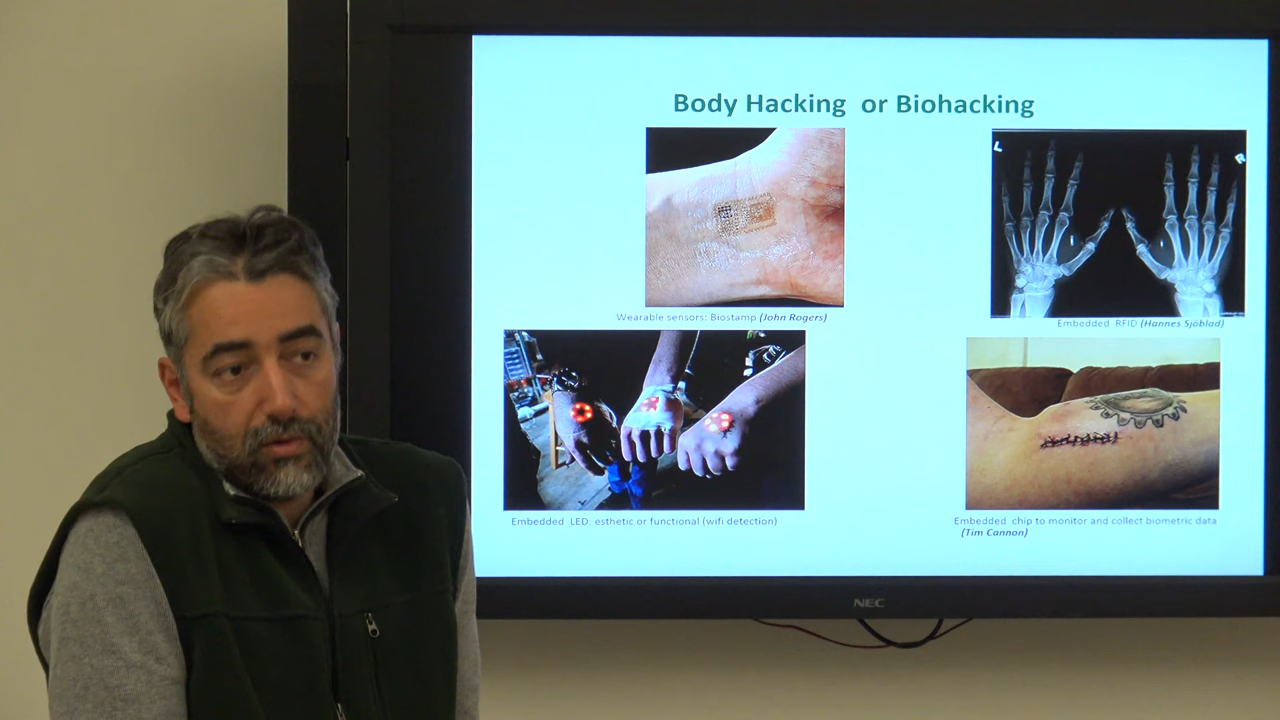 Body Hacking or Biohacking
L
R
Wearable sensors: Biostamp (John Rogers)
Embedded RFID (Hannes Sjöblad)
Embedded LED: esthetic or functional (wifi detection)
Embedded chip to monitor and collect biometric data
(Tim Cannon)
NEC